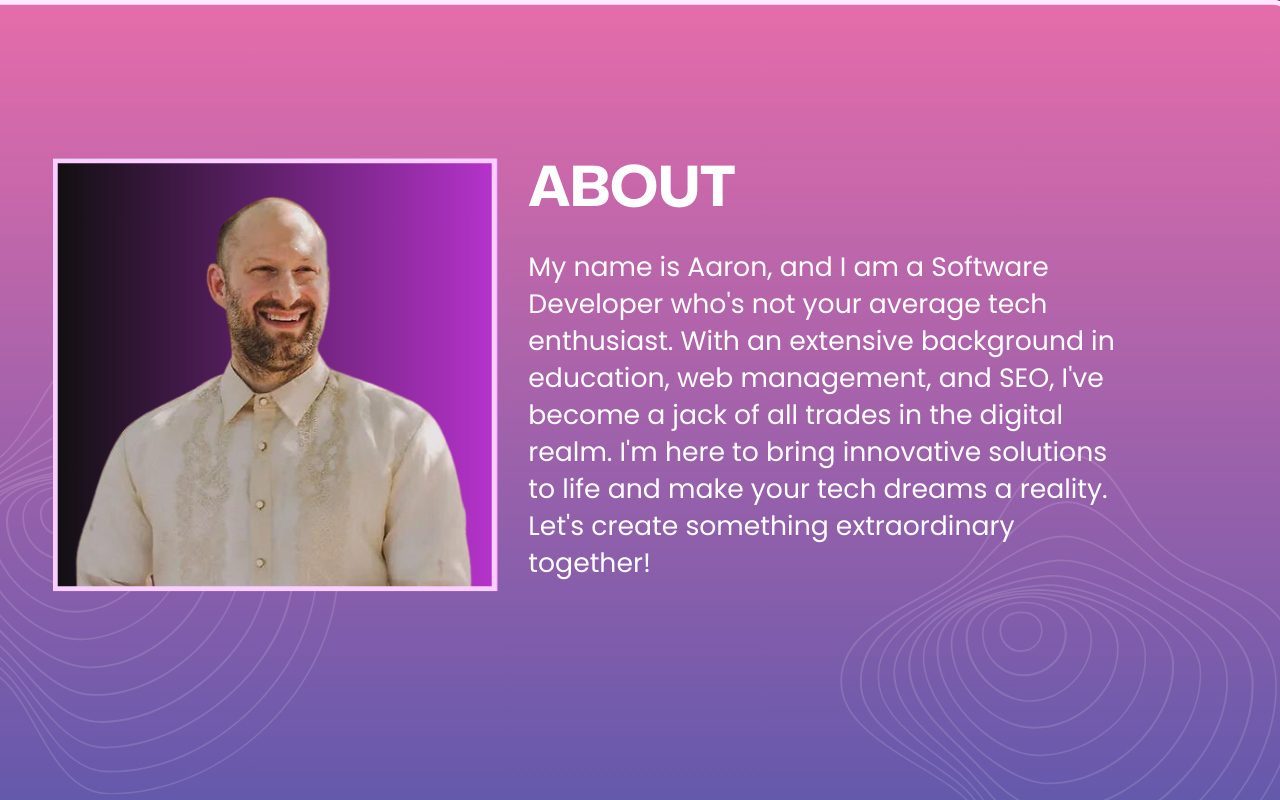 ABOUT
My name is Aaron, and I am a Software
Developer who's not your average tech
enthusiast. With an extensive background in
education, web management, and SEO, I've
become a jack of all trades in the digital
realm. I'm here to bring innovative solutions
to life and make your tech dreams a reality.
Let's create something extraordinary
together!